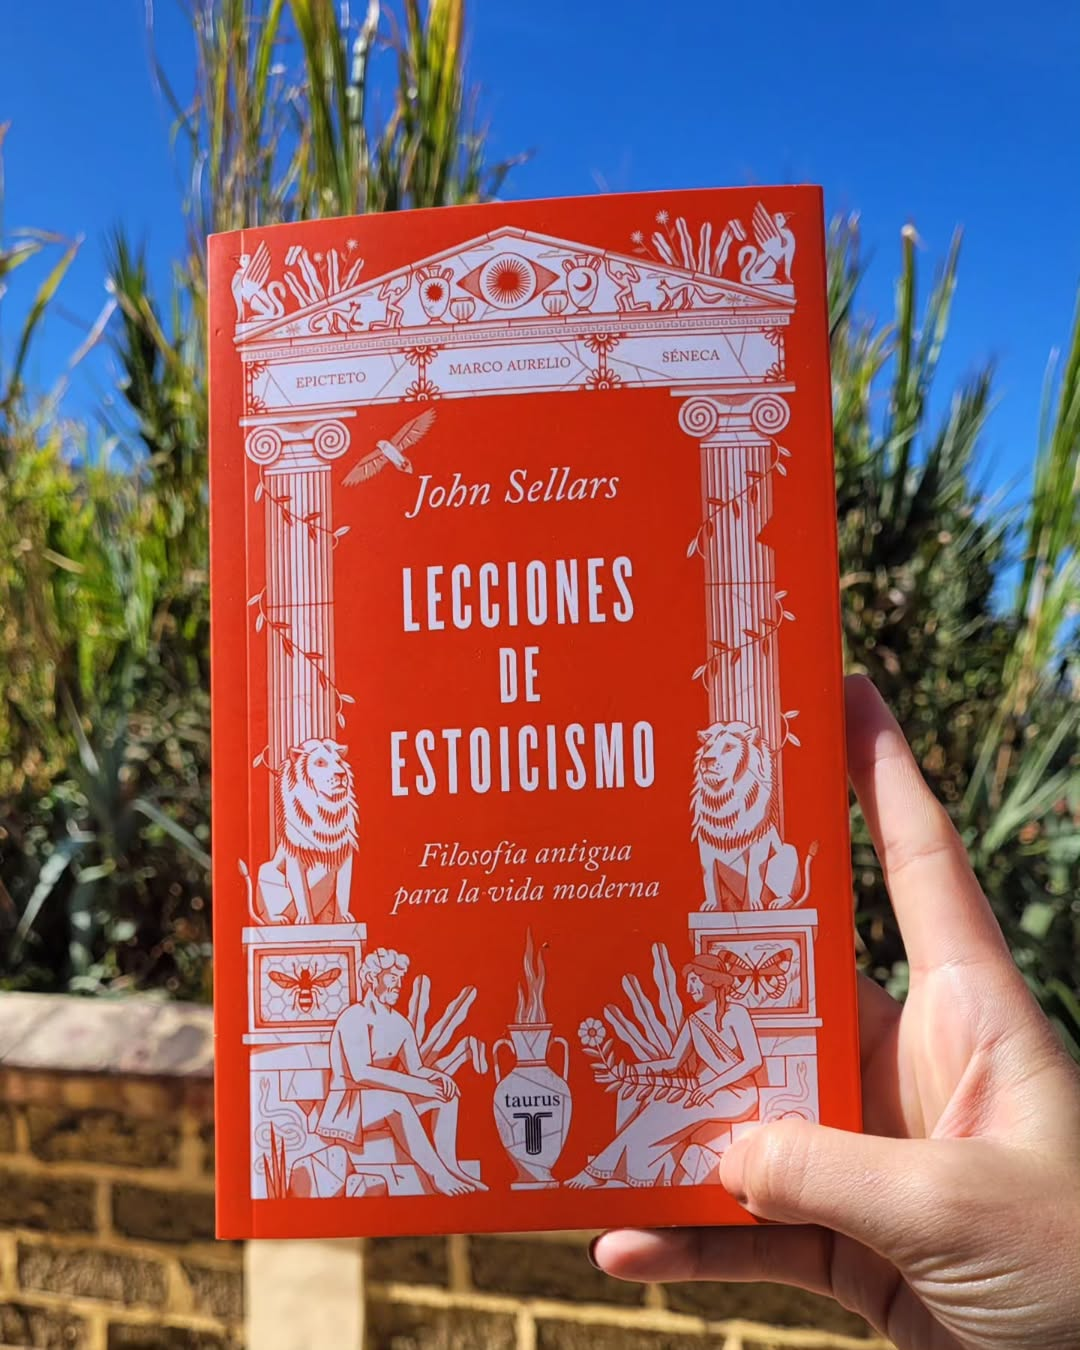 EPICTETO
MARCO AURELIO
SÉNECA
John Sellars
LECCIONES
DE
ESTOICISMO
Filosofía antigua
para la vida moderna
taurus
T